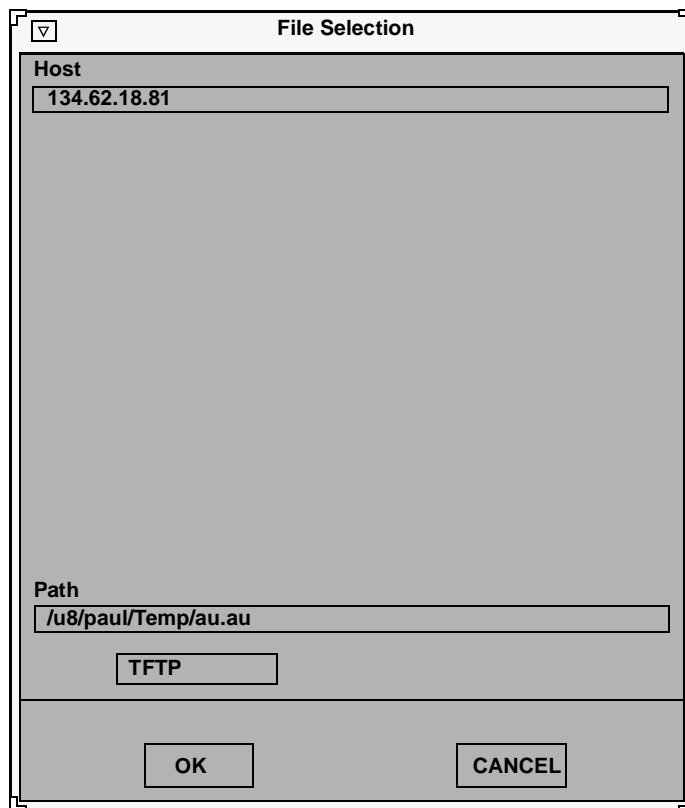 File Selection
Host
134.62.18.81
Path
/u8/paul/Temp/au.au
TFTP
OK
CANCEL